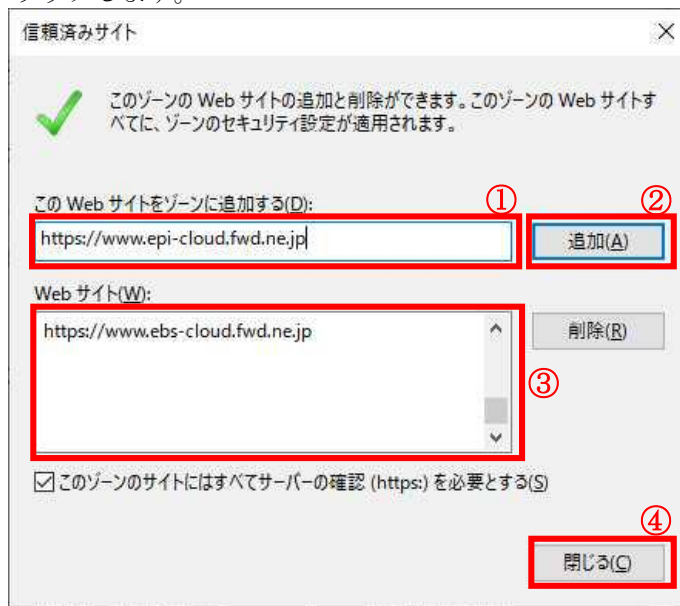 信頼済みサイト
このゾーンの Web サイトの追加と削除ができます。このゾーンの Web サイトす
べてに、ゾーンのセキュリティ設定が適用されます。
この Web サイトをゾーンに追加する(D):
①
②
https://www.epi-cloud.fwd.ne.jp
追加(A)
Web サイト(W):
https://www.ebs-cloud.fwd.ne.jp
削除(R)
③
このゾーンのサイトにはすべてサーバーの確認 (https:) を必要とする(S)
④
閉じる(C)